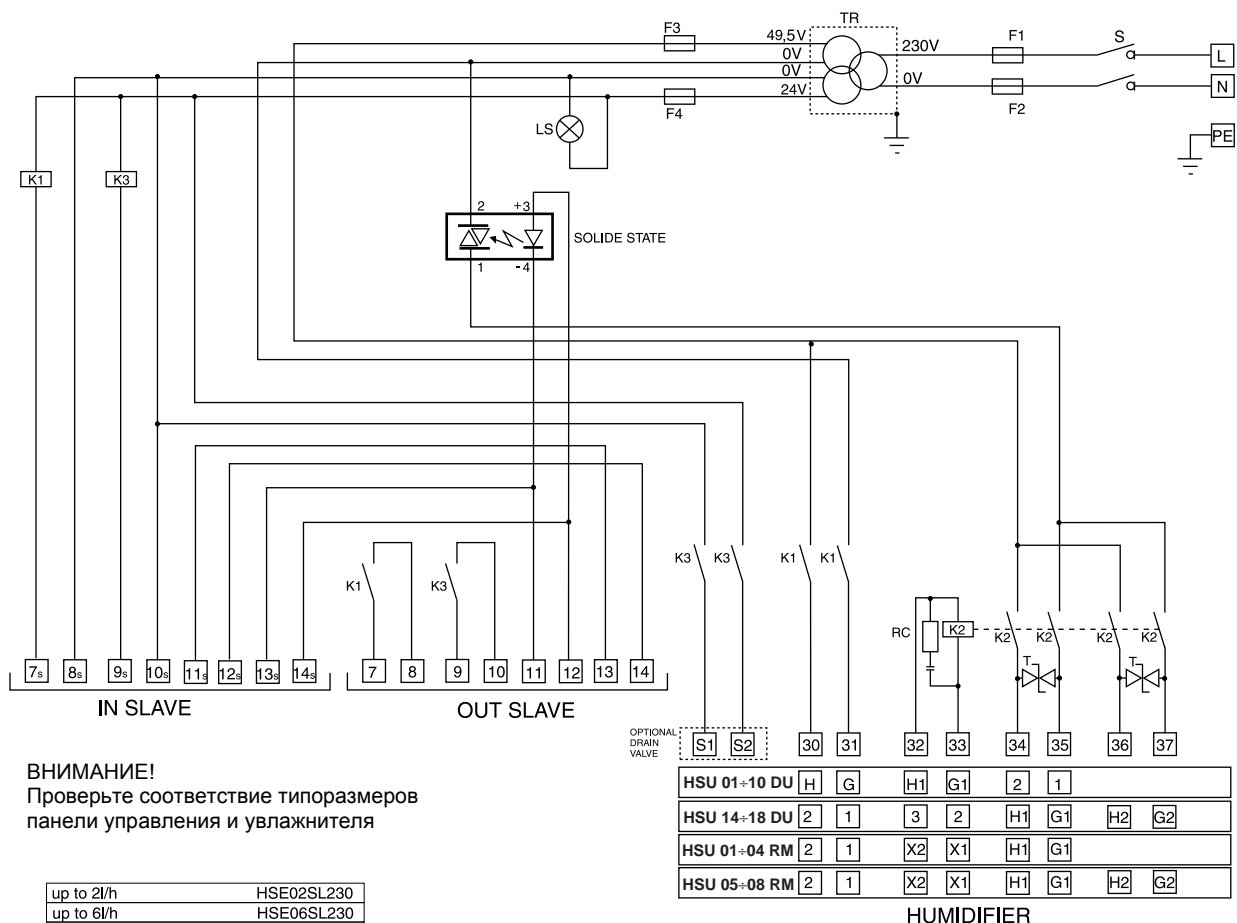 TR
F3
49,5V
0V
0V
24V
230V
0V
F1
S
L
F4
F2
N
LS
PE
K1
K3
2
+3
SOLIDE STATE
1
-4
K3
K3
K1
K1
K1
K3
RC
K2
K2
K2
K2
K2
T
T
7s 8s 9s 10s 11s 12s 13s 14s
7 8 9 10 11 12 13 14
IN SLAVE
OUT SLAVE
OPTIONAL
DRAIN
VALVE
S1 S2 30 31 32 33 34 35 36 37
ВНИМАНИЕ!
Проверьте соответствие типоразмеров
панели управления и увлажнителя
HSU 01÷10 DU H G H1 G1 2 1
HSU 14÷18 DU 2 1 3 2 H1 G1 H2 G2
HSU 01÷04 RM 2 1 X2 X1 H1 G1
HSU 05÷08 RM 2 1 X2 X1 H1 G1 H2 G2
HUMIDIFIER
up to 2l/h HSE02SL230
up to 6l/h HSE06SL230